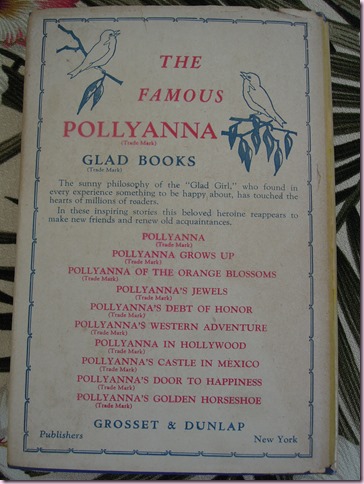 THE
FAMOUS
POLLYANNA
(Trade Mark)
GLAD BOOKS
(Trade Mark)
The sunny philosophy of the "Glad Girl," who found in
every experience something to be happy about, has touched the
hearts of millions of readers.
In these inspiring stories this beloved heroine reappears to
make new friends and renew old acquaintances.
POLLYANNA
(Trade Mark)
POLLYANNA GROWS UP
(Trade Mark)
POLLYANNA OF THE ORANGE BLOSSOMS
(Trade Mark)
POLLYANNA'S JEWELS
(Trade Mark)
POLLYANNA'S DEBT OF HONOR
(Trade Mark)
POLLYANNA'S WESTERN ADVENTURE
(Trade Mark)
POLLYANNA IN HOLLYWOOD
(Trade Mark)
POLLYANNA'S CASTLE IN MEXICO
(Trade Mark)
POLLYANNA'S DOOR TO HAPPINESS
(Trade Mark)
POLLYANNA'S GOLDEN HORSESHOE
(Trade Mark)
GROSSET & DUNLAP
Publishers New York